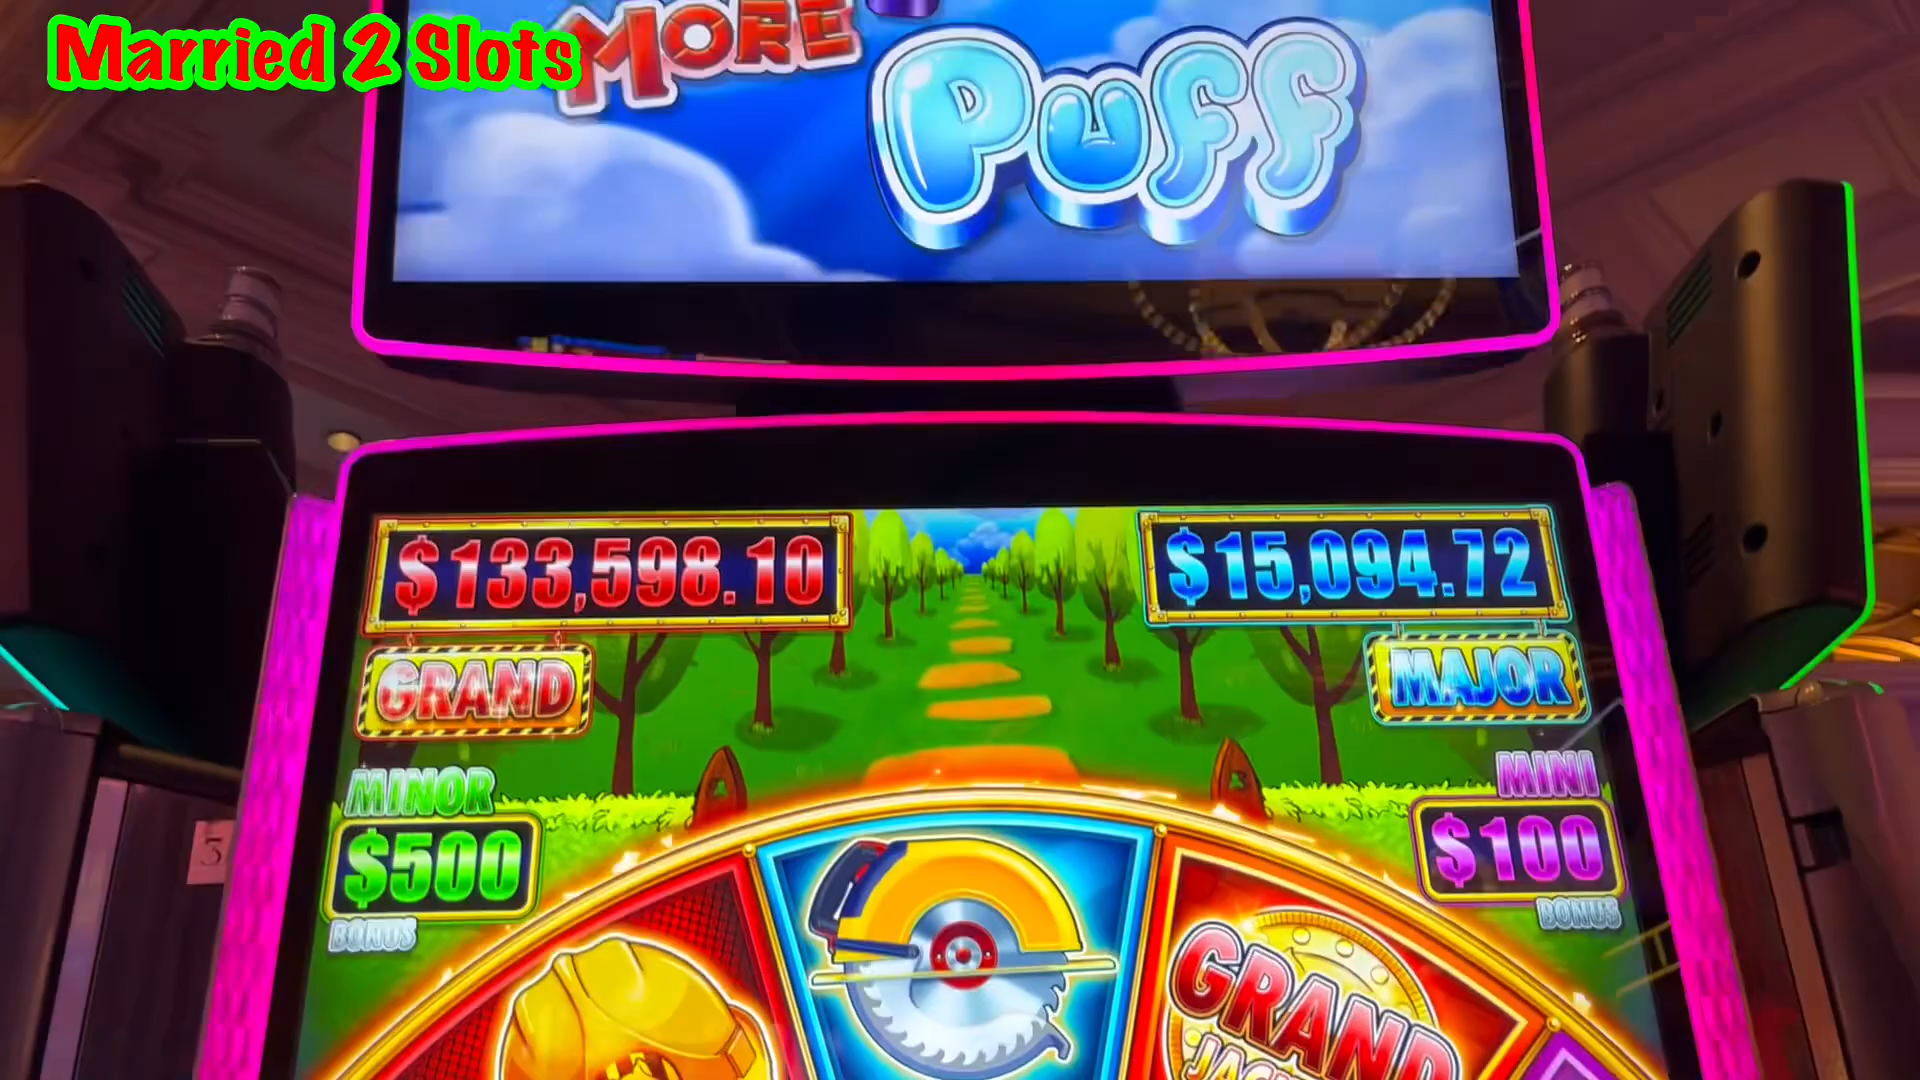 Married 2 Slots
MORE
Puff
$133,598.10
$15,094.72
GRAND
MAJOR
MINOR
MINI
$500
$100
BONUS
BONUS
GRAND
3